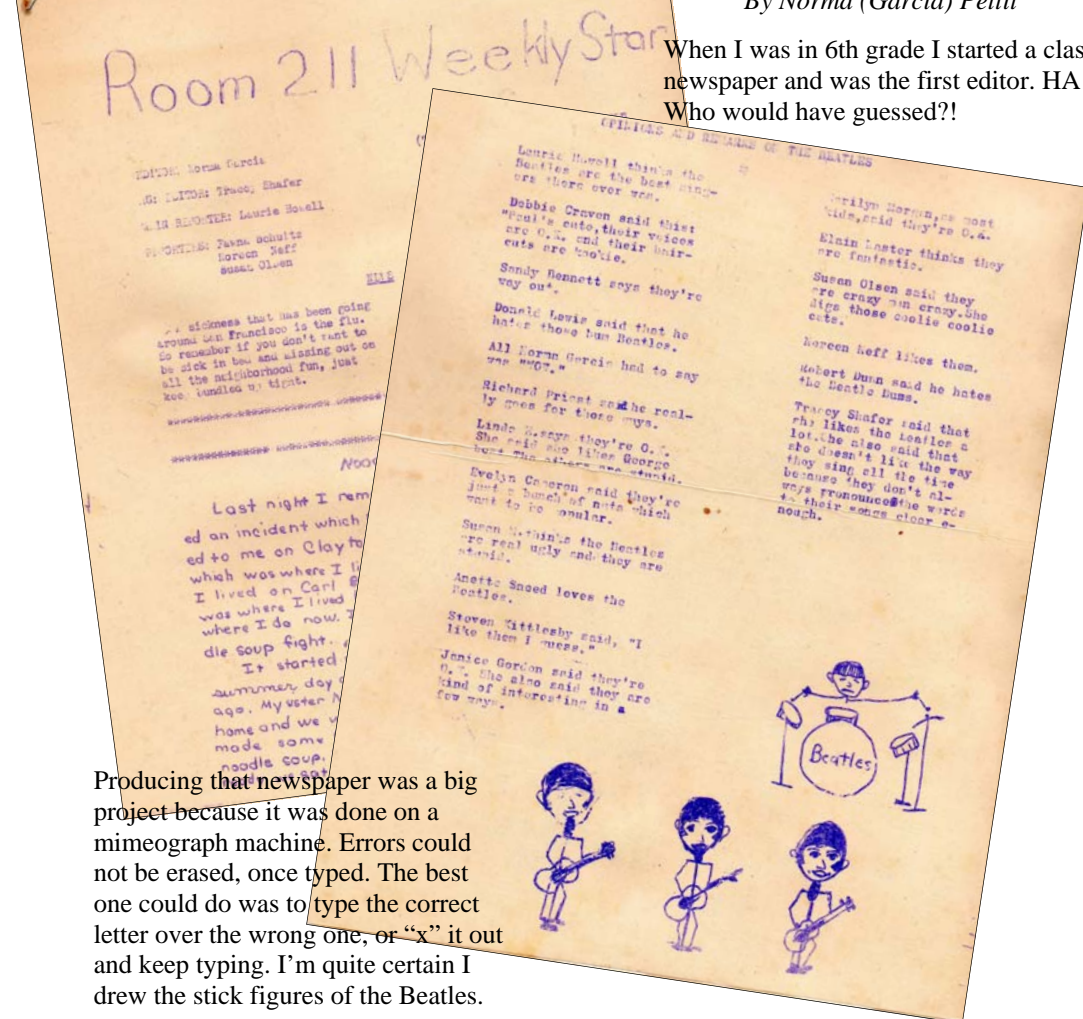 By Norma (Garcia) Petti
When I was in 6th grade I started a clas
newspaper and was the first editor. HA
Who would have guessed?!
Room 211 Weekly Star
EDITOR: Norma Garcia
EDITOR: Tracey Shafer
REPORTER: Laurie Howell
Schultz
Noreen Neff
Susan Olsen
sickness that has been going
around San Francisco is the flu.
So remember if you don't want to
be sick in bed and missing out on
all the neighborhood fun, just
keep bundled up tight.
Last night I rem
ed an incident which
ed to me on Clayto
which was where I li
I lived on Carl
was where I lived
where I do now. I
dle soup fight.
It started
summer day
ago. My sister
home and we
made some
noodle soup.
OPINIONS AND REMARKS OF THE BEATLES
Laurie Howell thinks the
Beatles are the best sing-
ers there ever was.
Debbie Craven said this:
"Paul's cute, their voices
are O.K. and their hair-
cuts are kookie.
Sandy Bennett says they're
way out.
Donald Lewis said that he
hates those bum Beatles.
All Norma Garcia had to say
was
Richard Priest said he real-
ly goes for those guys.
Linda says they're O.K.
She said she likes George
best The others are stupid.
Evelyn Cameron said they're
just a bunch of nuts which
want to be popular.
Susan thinks the Beatles
are real ugly and they are
stupid.
Anette Sneed loves the
Beatles.
Steven Kittlesby said, "I
like them I guess."
Janice Gordon said they're
O.K. She also said they are
kind of interesting in a
few ways.
Marilyn Morgan, as most
kids, said they're O.K.
Elain Laster thinks they
are fantastic.
Susan Olsen said they
are crazy man crazy. She
digs those coolie coolie
cats.
Noreen Neff likes them.
Robert Dunn said he hates
the Beatle Bums.
Tracey Shafer said that
she likes the Beatles a
lot. She also said that
she doesn't like the way
they sing all the time
because they don't al-
ways pronounce the words
to their songs clear e-
nough.
Beatles
Producing that newspaper was a big
project because it was done on a
mimeograph machine. Errors could
not be erased, once typed. The best
one could do was to type the correct
letter over the wrong one, or “x” it out
and keep typing. I’m quite certain I
drew the stick figures of the Beatles.